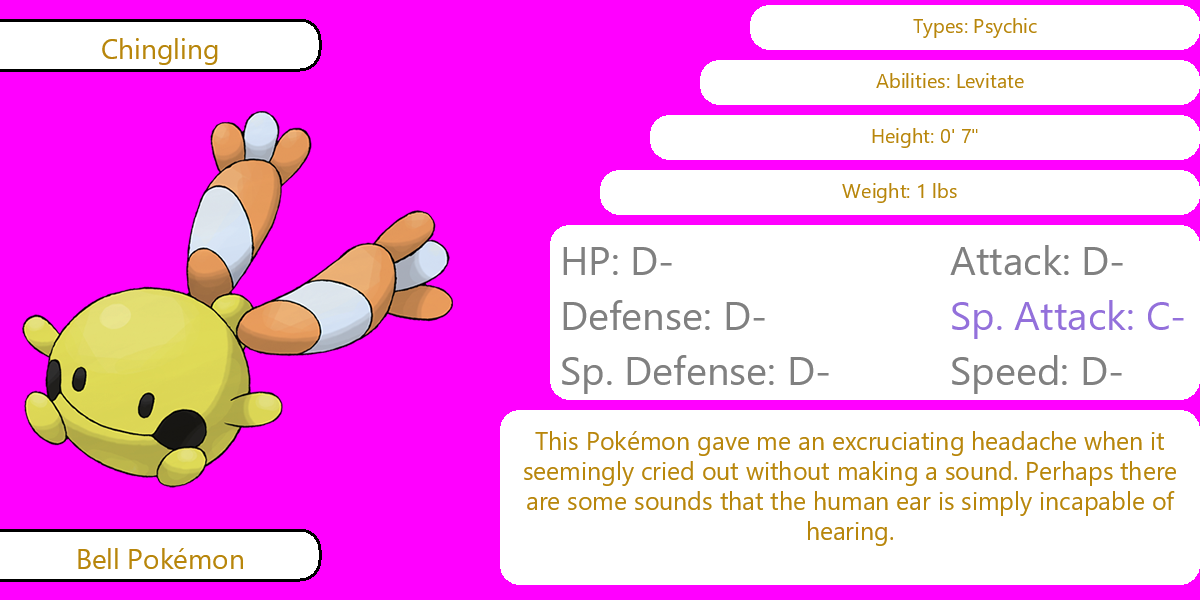 Chingling
Types: Psychic
Abilities: Levitate
Height: 0' 7"
Weight: 1 lbs
HP: D-
Attack: D-
Defense: D-
Sp. Attack: C-
Sp. Defense: D-
Speed: D-
This Pokémon gave me an excruciating headache when it
seemingly cried out without making a sound. Perhaps there
are some sounds that the human ear is simply incapable of
hearing.
Bell Pokémon